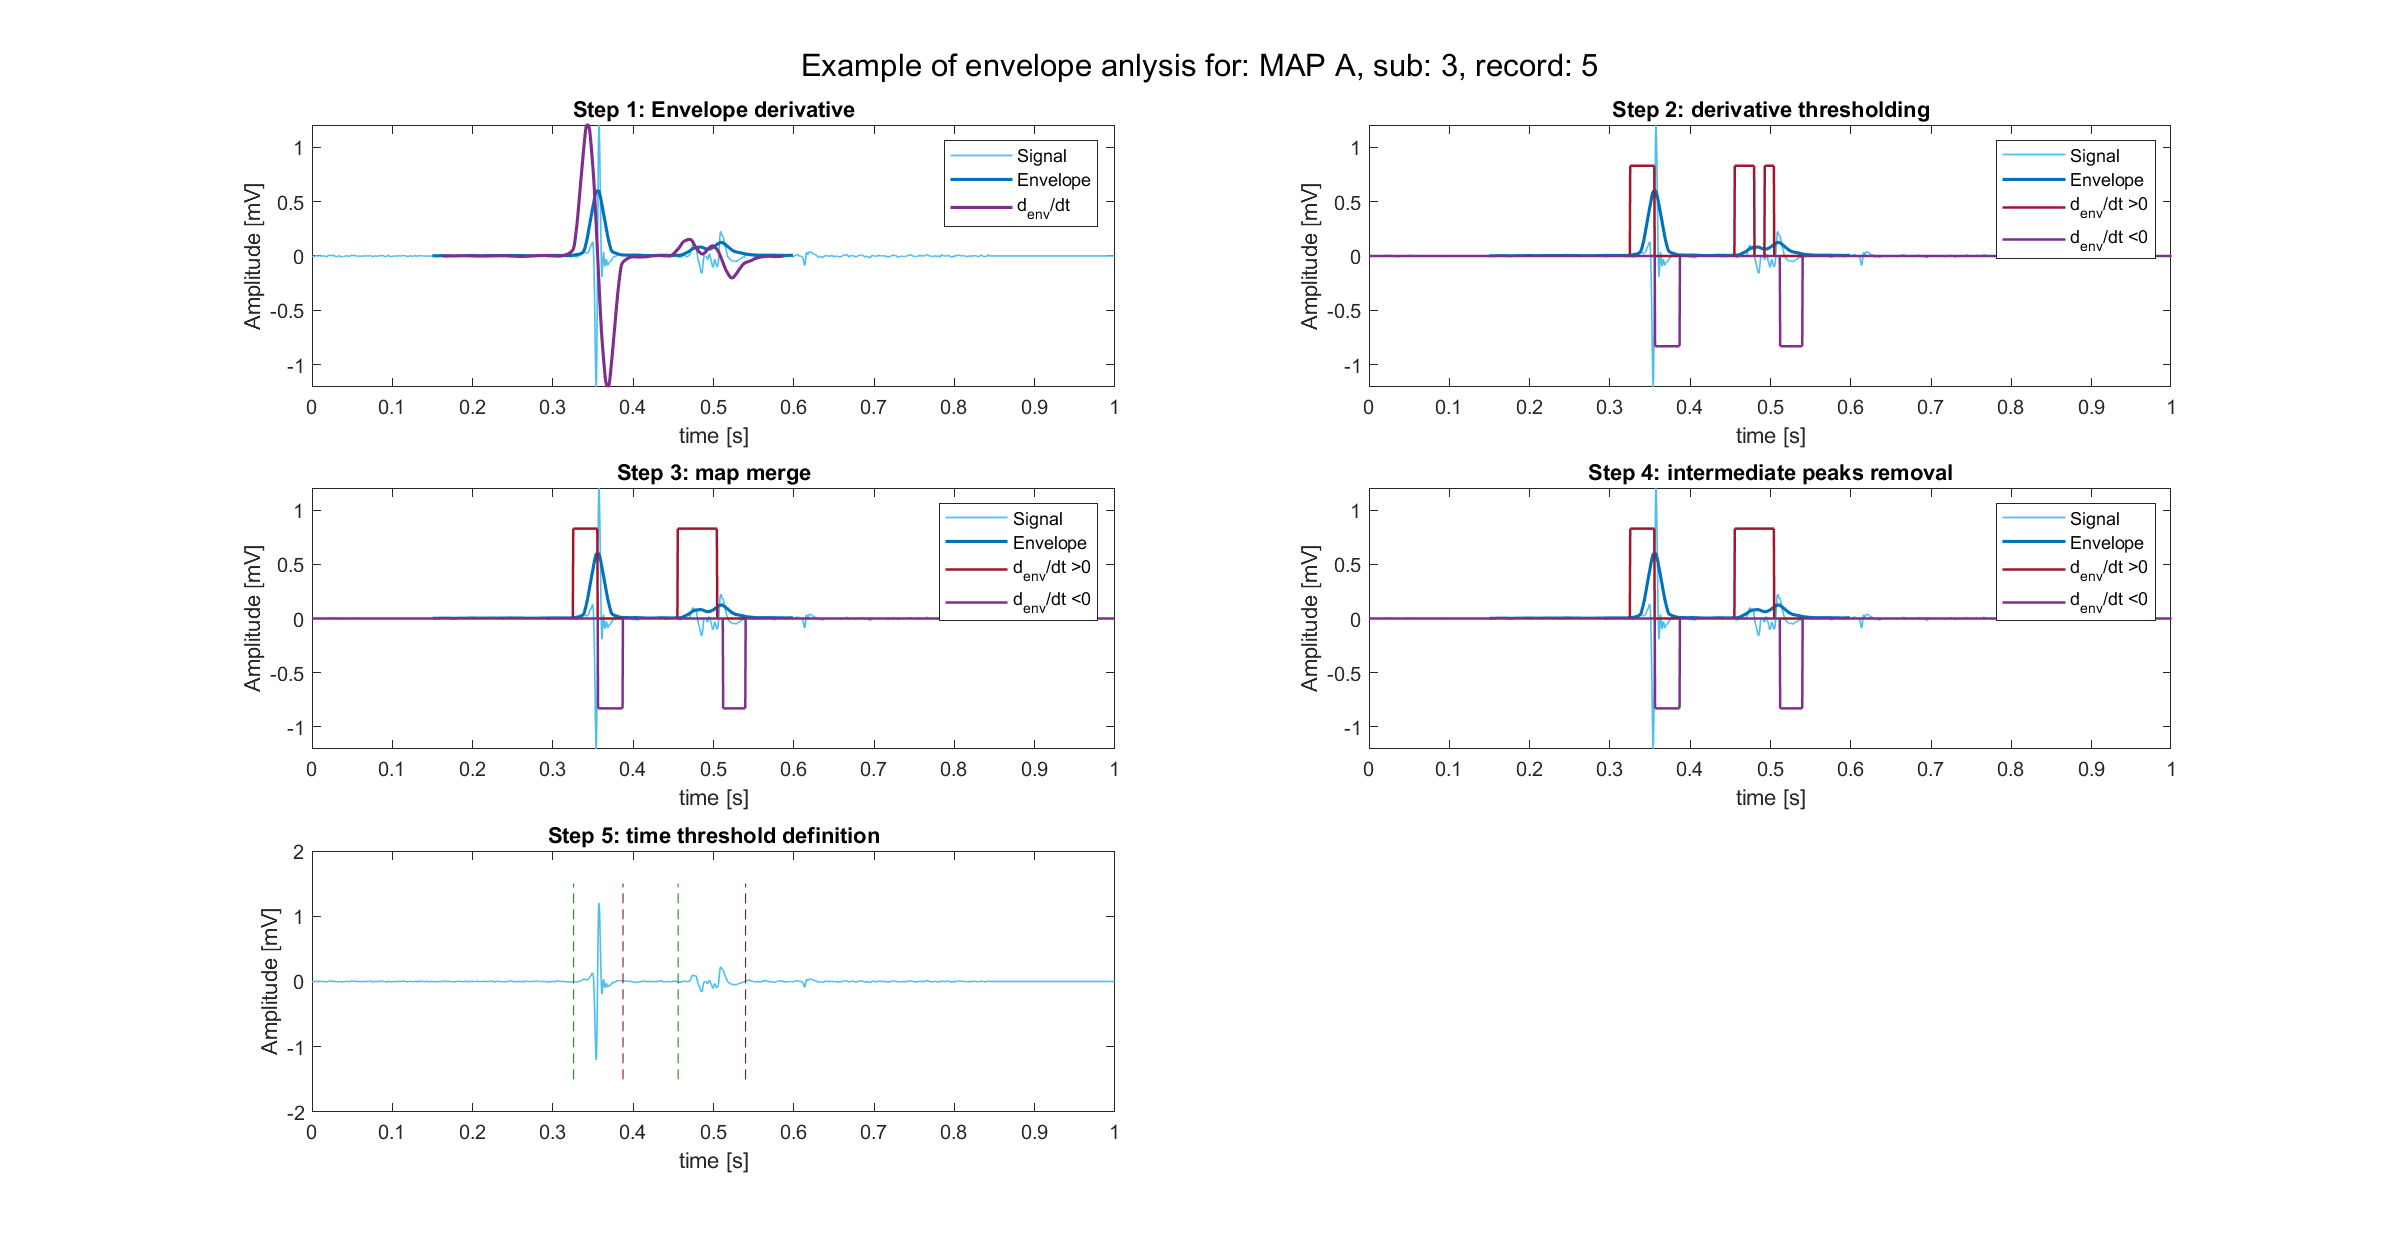 Example of envelope anlysis for: MAP A, sub: 3, record: 5
Step 1: Envelope derivative
Amplitude [mV]
1
0.5
0
-0.5
-1
Signal
Envelope
d_env/dt
0 0.1 0.2 0.3 0.4 0.5 0.6 0.7 0.8 0.9 1
time [s]
Step 2: derivative thresholding
Amplitude [mV]
1
0.5
0
-0.5
-1
Signal
Envelope
d_env/dt >0
d_env/dt <0
0 0.1 0.2 0.3 0.4 0.5 0.6 0.7 0.8 0.9 1
time [s]
Step 3: map merge
Amplitude [mV]
1
0.5
0
-0.5
-1
Signal
Envelope
d_env/dt >0
d_env/dt <0
0 0.1 0.2 0.3 0.4 0.5 0.6 0.7 0.8 0.9 1
time [s]
Step 4: intermediate peaks removal
Amplitude [mV]
1
0.5
0
-0.5
-1
Signal
Envelope
d_env/dt >0
d_env/dt <0
0 0.1 0.2 0.3 0.4 0.5 0.6 0.7 0.8 0.9 1
time [s]
Step 5: time threshold definition
Amplitude [mV]
2
1
0
-1
-2
0 0.1 0.2 0.3 0.4 0.5 0.6 0.7 0.8 0.9 1
time [s]